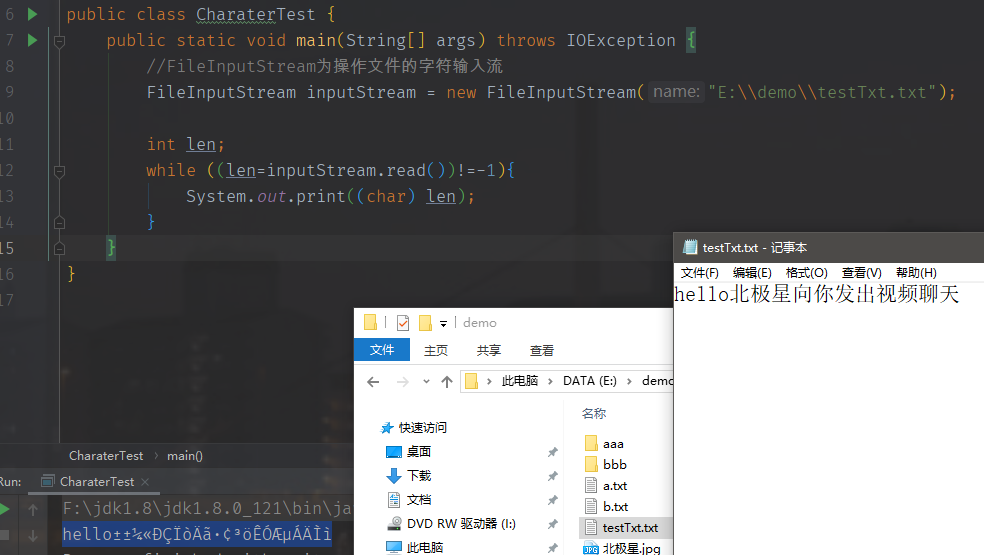 6 public class CharaterTest {
7 public static void main(String[] args) throws IOException {
8 //FileInputStream为操作文件的字符输入流
9 FileInputStream inputStream = new FileInputStream( name: "E:\\demo\\testTxt.txt");
10
11 int len;
12 while ((len=inputStream.read())!=-1){
13 System.out.print((char) len);
14 }
15 }
16 }
17
CharaterTest › main()
Run: CharaterTest ×
F:\jdk1.8\jdk1.8.0_121\bin\ja
hello±±¼«ÐÇÏòÄã·¢³öÊÓÆµÁÄÌì
testTxt.txt - 记事本
文件(F) 编辑(E) 格式(O) 查看(V) 帮助(H)
hello北极星向你发出视频聊天
demo
文件 主页 共享 查看
此电脑 › DATA (E:) › demo
快速访问
桌面
下载
文档
DVD RW 驱动器 (I:)
此电脑
名称
aaa
bbb
a.txt
b.txt
testTxt.txt
JPG 北极星.jpg